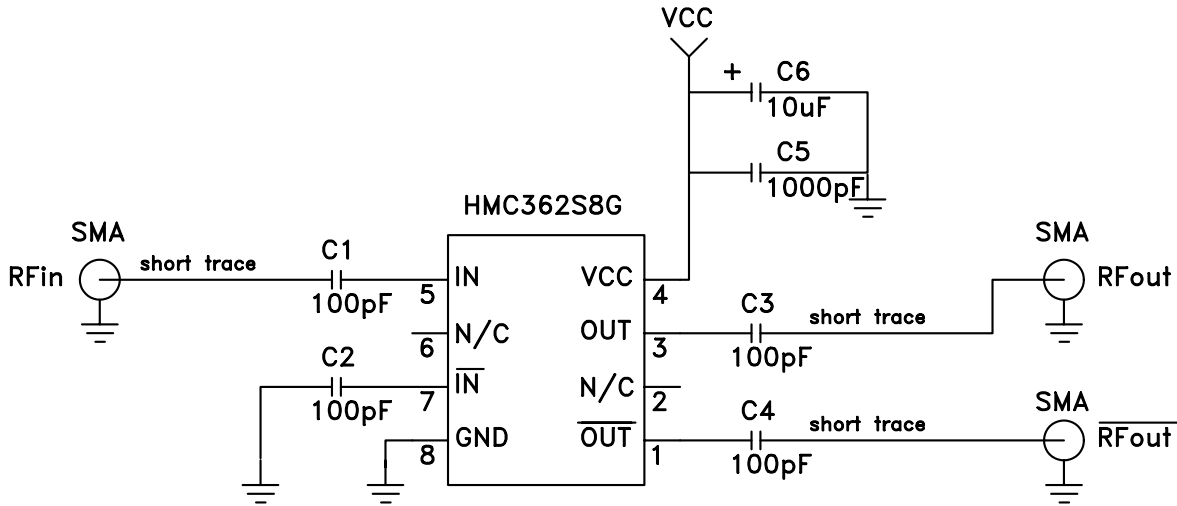 VCC
+
C6
10uF
C5
1000pF
HMC362S8G
SMA
RFin
short trace
C1
100pF
5
IN
VCC
4
SMA
RFout
6
N/C
OUT
3
C3
100pF
short trace
C2
100pF
7
IN
N/C
2
8
GND
OUT
1
C4
100pF
short trace
SMA
RFout